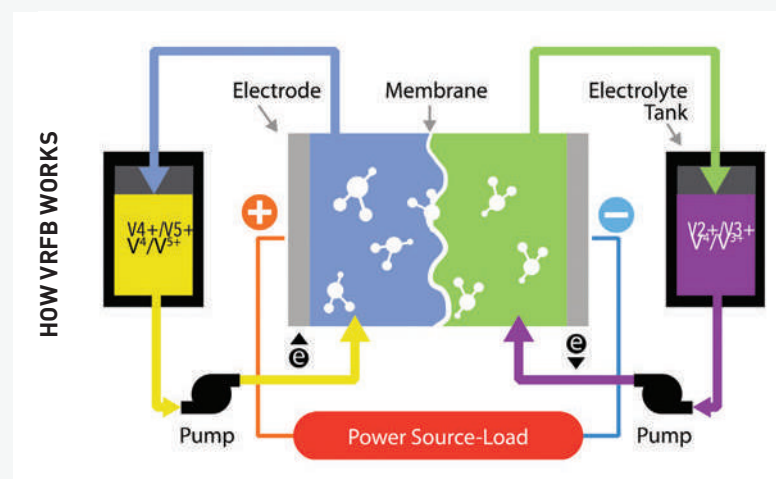 HOW VRFB WORKS
Electrode
Membrane
Electrolyte
Tank
V4+/V5+
V⁴/V⁵⁺
+
−
V2+/V3+
e
e
Pump
Power Source-Load
Pump